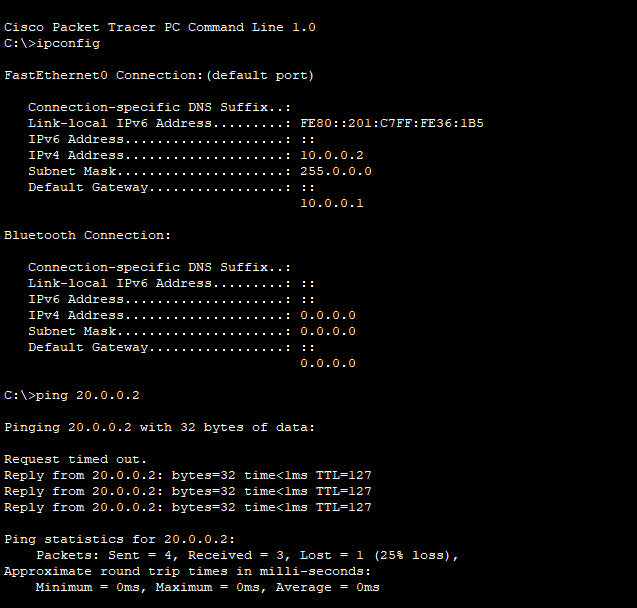 Cisco Packet Tracer PC Command Line 1.0
C:\>ipconfig
FastEthernet0 Connection:(default port)
Connection-specific DNS Suffix..:
Link-local IPv6 Address.........: FE80::201:C7FF:FE36:1B5
IPv6 Address....................: ::
IPv4 Address....................: 10.0.0.2
Subnet Mask.....................: 255.0.0.0
Default Gateway.................: ::
10.0.0.1
Bluetooth Connection:
Connection-specific DNS Suffix..:
Link-local IPv6 Address.........: ::
IPv6 Address....................: ::
IPv4 Address....................: 0.0.0.0
Subnet Mask.....................: 0.0.0.0
Default Gateway.................: ::
0.0.0.0
C:\>ping 20.0.0.2
Pinging 20.0.0.2 with 32 bytes of data:
Request timed out.
Reply from 20.0.0.2: bytes=32 time<1ms TTL=127
Reply from 20.0.0.2: bytes=32 time<1ms TTL=127
Reply from 20.0.0.2: bytes=32 time<1ms TTL=127
Ping statistics for 20.0.0.2:
Packets: Sent = 4, Received = 3, Lost = 1 (25% loss),
Approximate round trip times in milli-seconds:
Minimum = 0ms, Maximum = 0ms, Average = 0ms